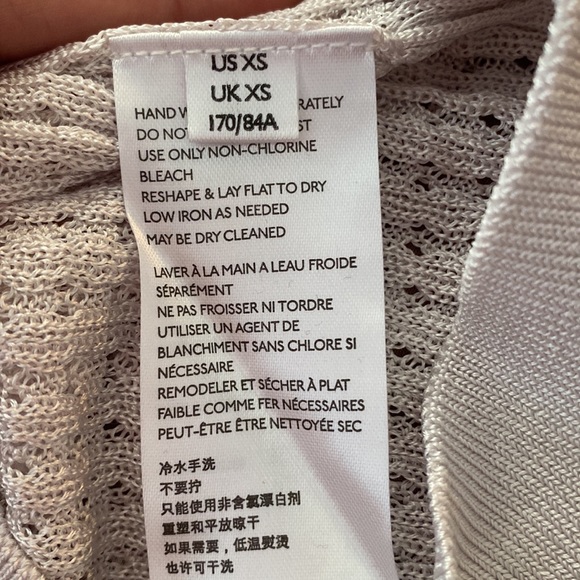 US XS
UK XS
170/84A
HAND RATELY
DO NOT ST
USE ONLY NON-CHLORINE
BLEACH
RESHAPE & LAY FLAT TO DRY
LOW IRON AS NEEDED
MAY BE DRY CLEANED
LAVER À LA MAIN A LEAU FROIDE
SÉPARÉMENT
NE PAS FROISSER NI TORDRE
UTILISER UN AGENT DE
BLANCHIMENT SANS CHLORE SI
NÉCESSAIRE
REMODELER ET SÉCHER À PLAT
FAIBLE COMME FER NÉCESSAIRES
PEUT-ÊTRE ÊTRE NETTOYÉE SEC
冷水手洗
不要拧
只能使用非含氯漂白剂
重塑和平放晾干
如果需要，低温熨烫
也许可干洗